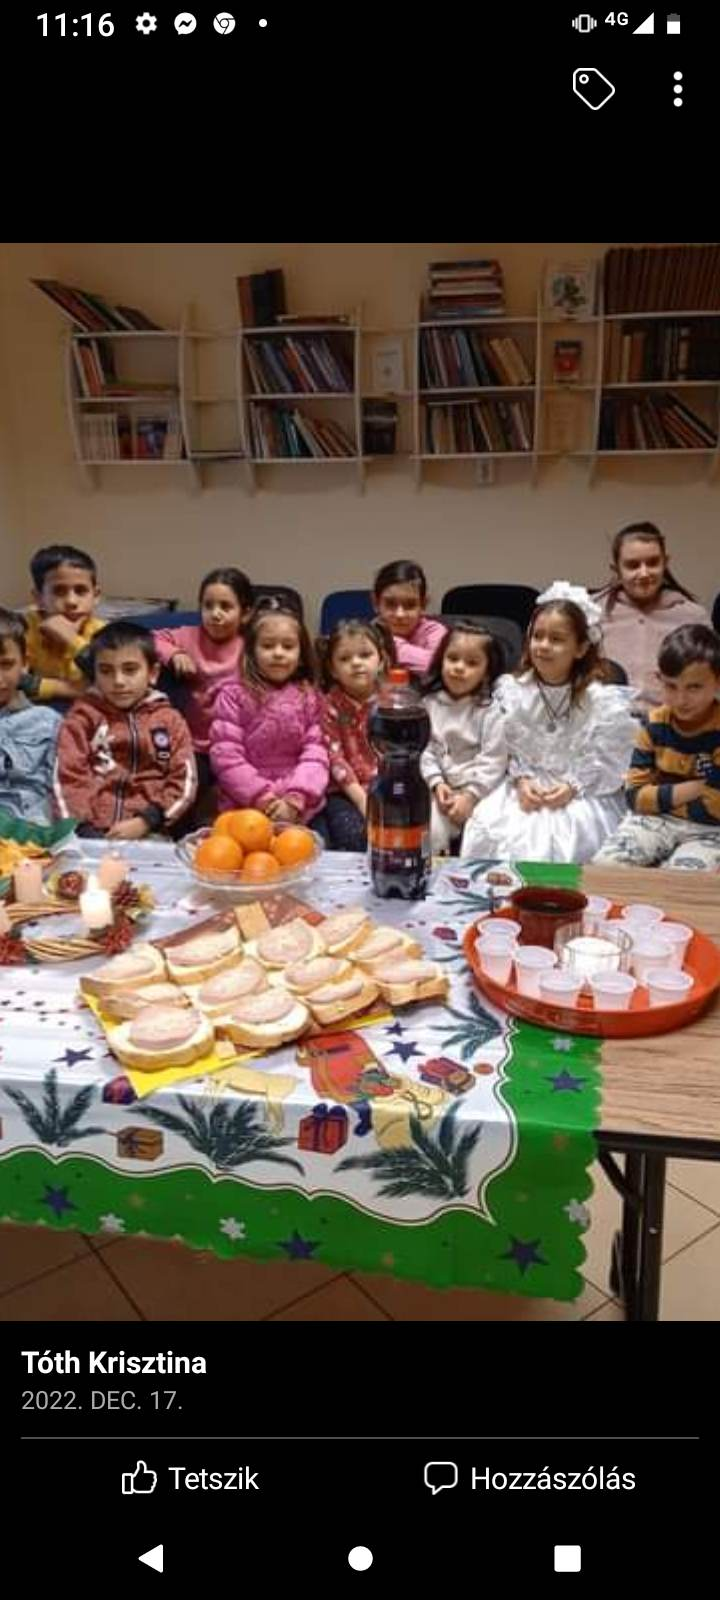 11:16
4G
Tóth Krisztina
2022. DEC. 17.
Tetszik
Hozzászólás